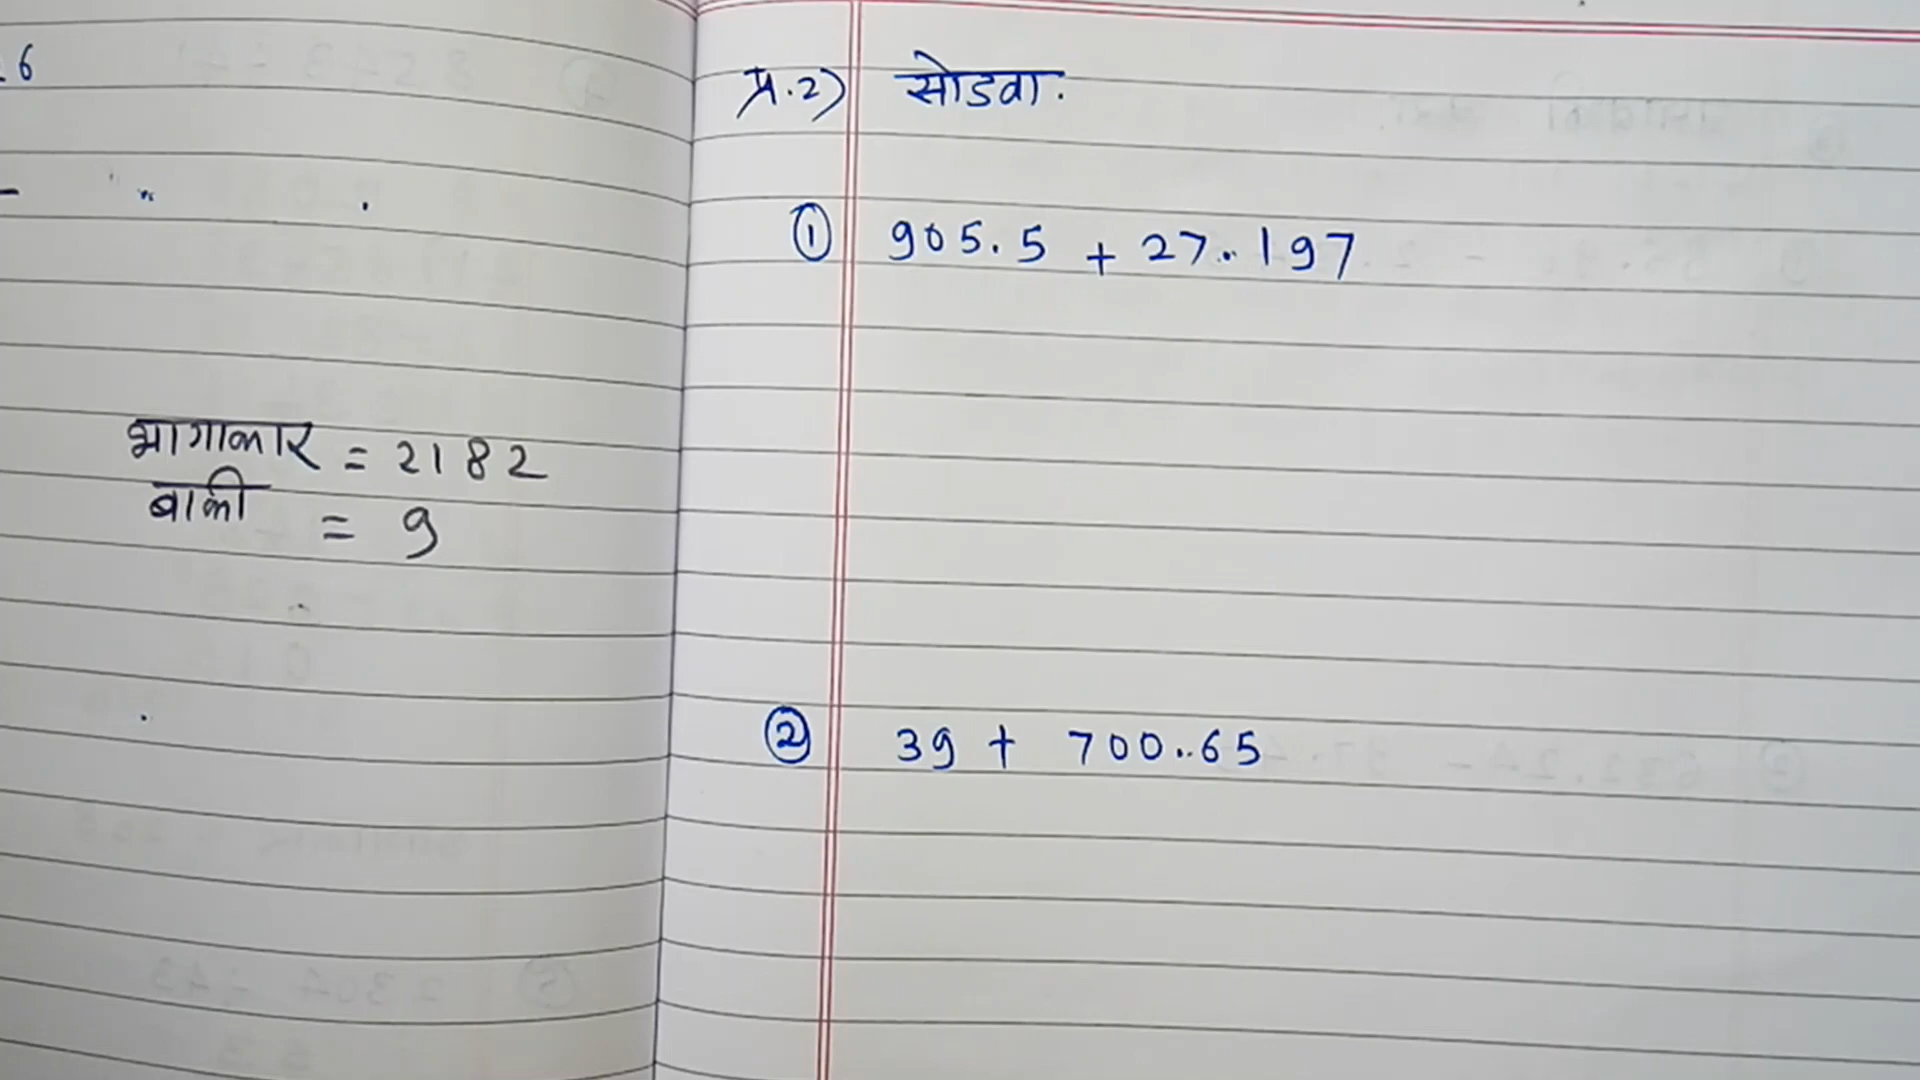 6
भागाकार = 2182
बाकी = 9
प्र.2) सोडवा.
① 905.5 + 27.197
② 39 + 700.65